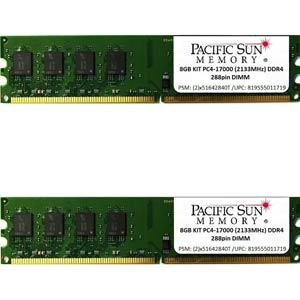 PACIFIC SUN
MEMORY
8GB KIT PC4-17000 (2133MHz) DDR4
288pin DIMM
PSM: (2)x51642840T /UPC: 819555011719
PACIFIC SUN
MEMORY
8GB KIT PC4-17000 (2133MHz) DDR4
288pin DIMM
PSM: (2)x51642840T /UPC: 819555011719